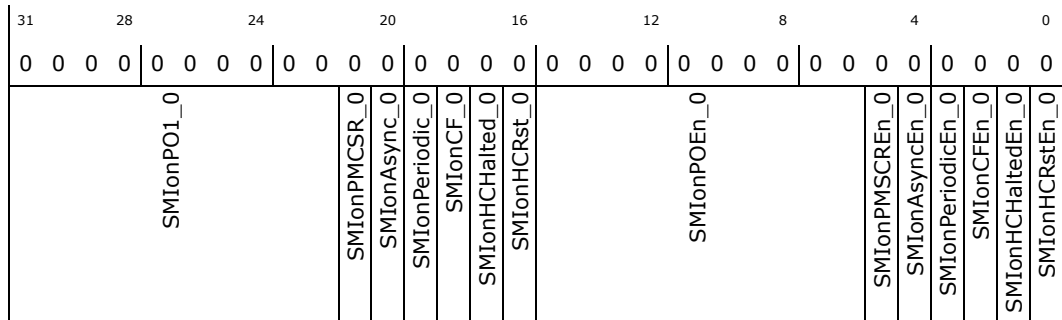 31 28 24 20 16 12 8 4 0
0 0 0 0 0 0 0 0 0 0 0 0 0 0 0 0 0 0 0 0 0 0 0 0 0 0 0 0 0 0 0 0
SMIonPO1_0
SMIonPMCSR_0
SMIonAsync_0
SMIonPeriodic_0
SMIonCF_0
SMIonHCHalted_0
SMIonHCRst_0
SMIonPOEn_0
SMIonPMSCREn_0
SMIonAsyncEn_0
SMIonPeriodicEn_0
SMIonCFEn_0
SMIonHCHaltedEn_0
SMIonHCRstEn_0